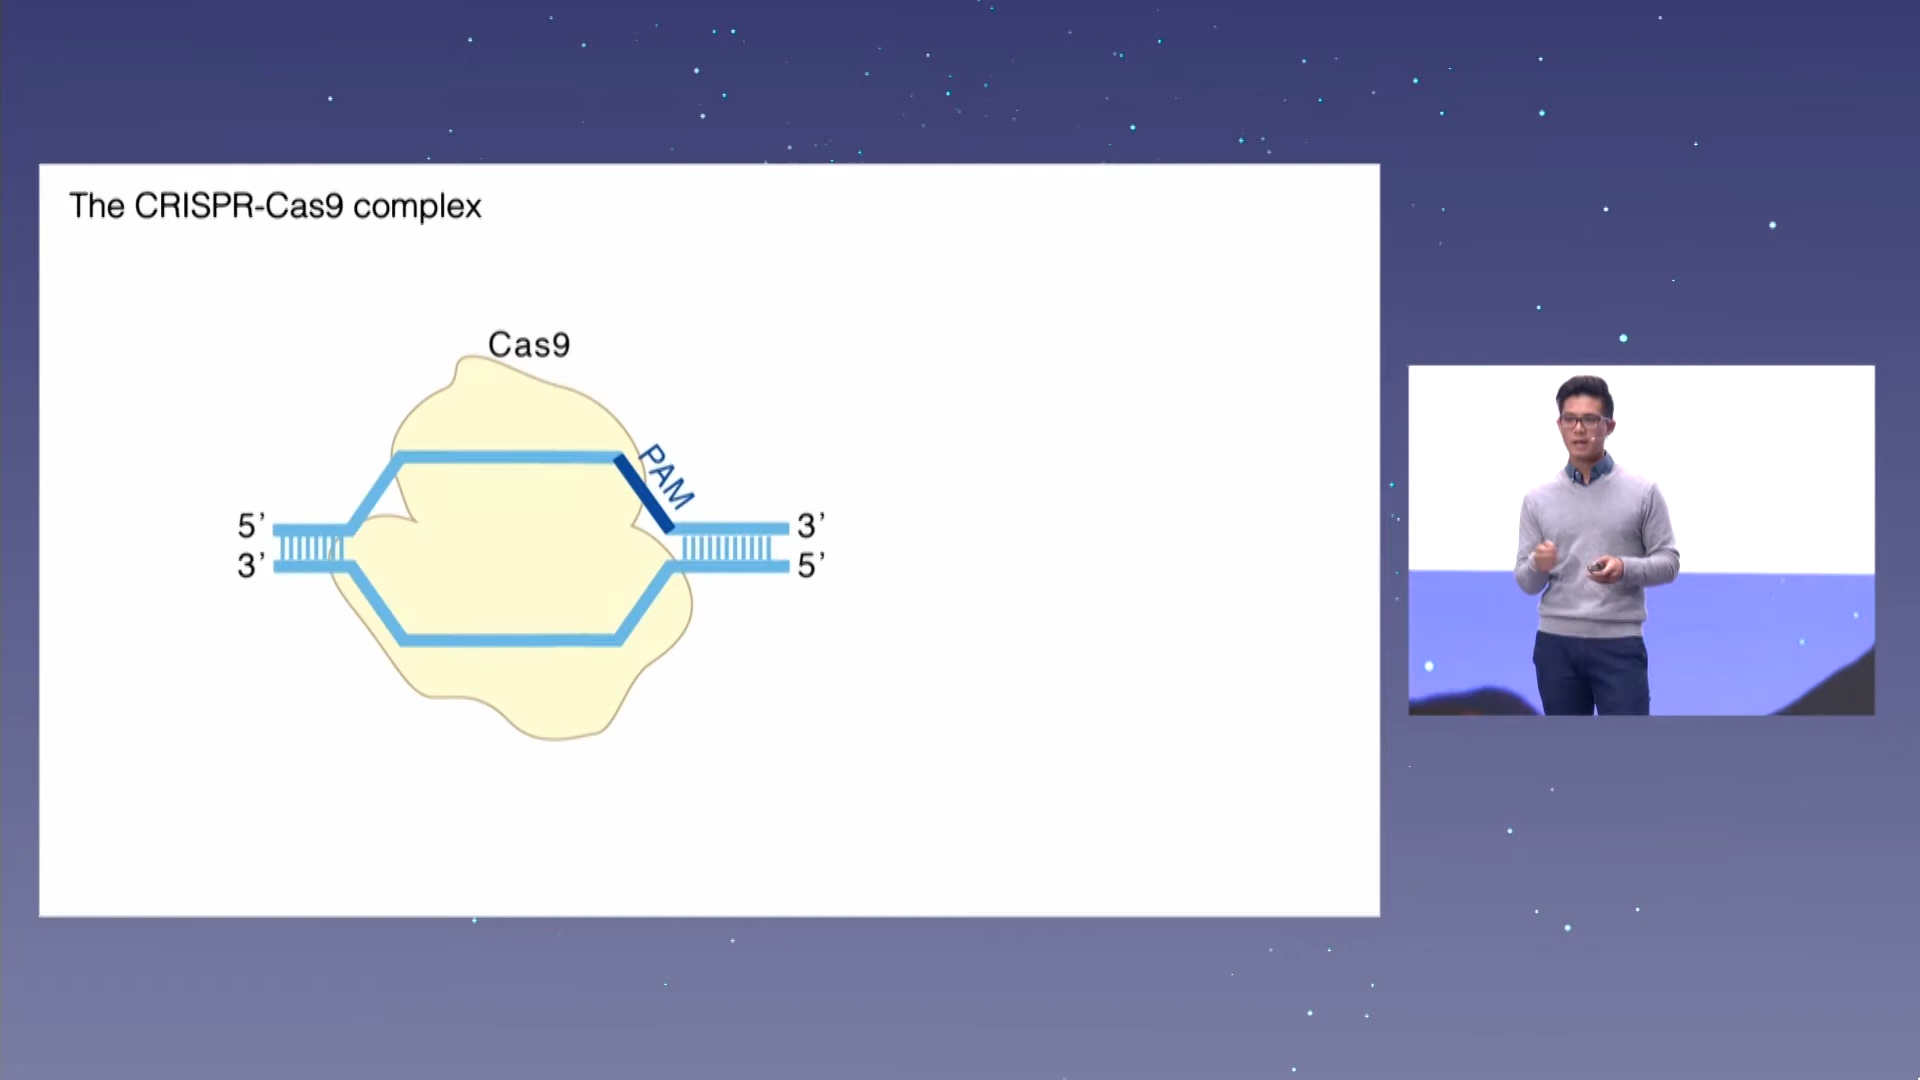 The CRISPR-Cas9 complex
Cas9
PAM
5’ 3’
3’ 5’